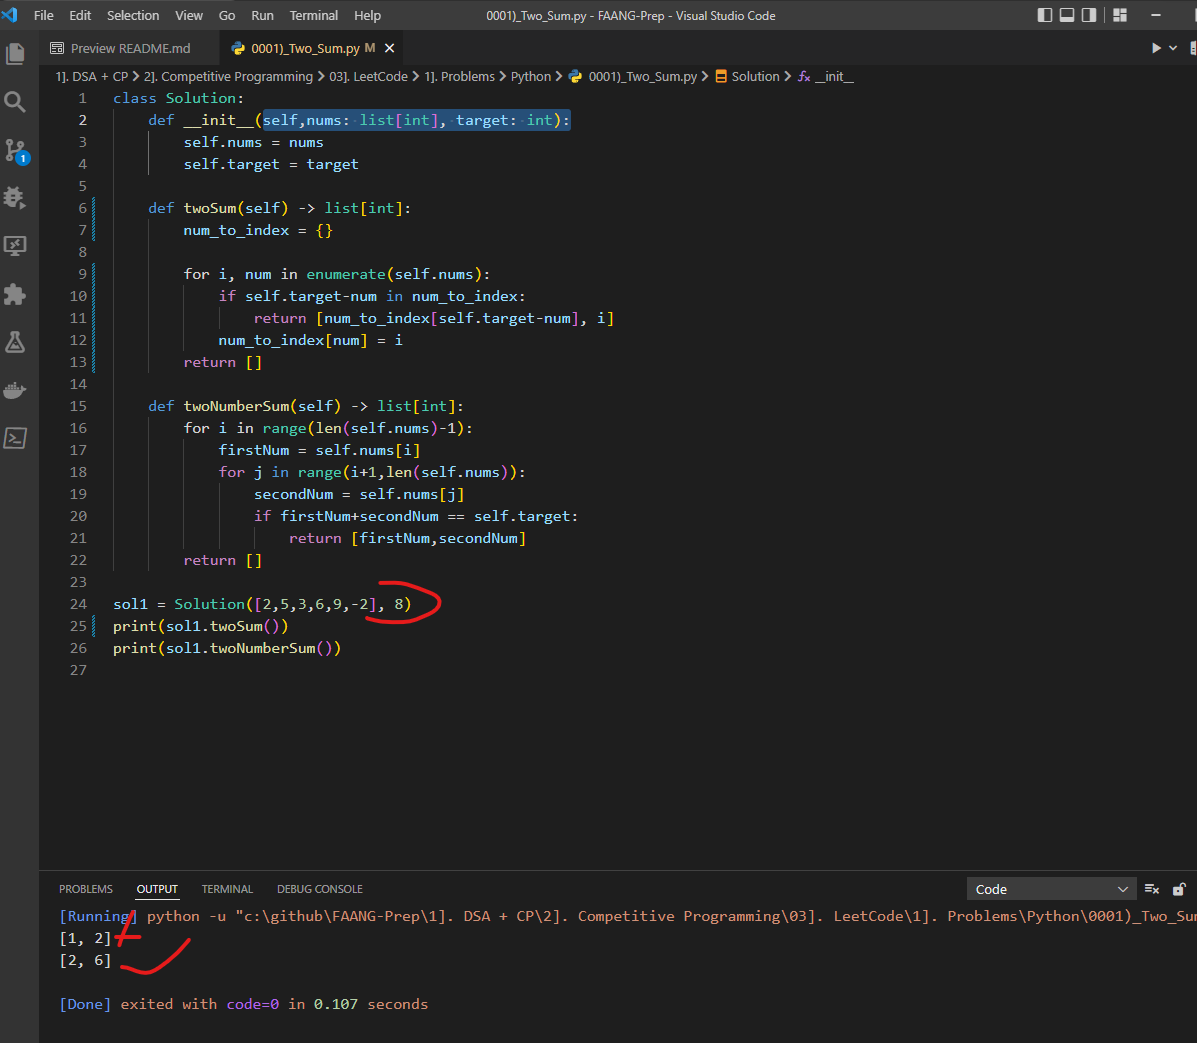 File Edit Selection View Go Run Terminal Help 0001)_Two_Sum.py - FAANG-Prep - Visual Studio Code
Preview README.md 0001)_Two_Sum.py M
1]. DSA + CP > 2]. Competitive Programming > 03]. LeetCode > 1]. Problems > Python > 0001)_Two_Sum.py > Solution > __init__
1 class Solution:
2 def __init__(self,nums: list[int], target: int):
3 self.nums = nums
4 self.target = target
5
6 def twoSum(self) -> list[int]:
7 num_to_index = {}
8
9 for i, num in enumerate(self.nums):
10 if self.target-num in num_to_index:
11 return [num_to_index[self.target-num], i]
12 num_to_index[num] = i
13 return []
14
15 def twoNumberSum(self) -> list[int]:
16 for i in range(len(self.nums)-1):
17 firstNum = self.nums[i]
18 for j in range(i+1,len(self.nums)):
19 secondNum = self.nums[j]
20 if firstNum+secondNum == self.target:
21 return [firstNum,secondNum]
22 return []
23
24 sol1 = Solution([2,5,3,6,9,-2], 8)
25 print(sol1.twoSum())
26 print(sol1.twoNumberSum())
27
1
PROBLEMS OUTPUT TERMINAL DEBUG CONSOLE Code
[Running] python -u "c:\github\FAANG-Prep\1]. DSA + CP\2]. Competitive Programming\03]. LeetCode\1]. Problems\Python\0001)_Two_Sum
[1, 2]
[2, 6]
[Done] exited with code=0 in 0.107 seconds